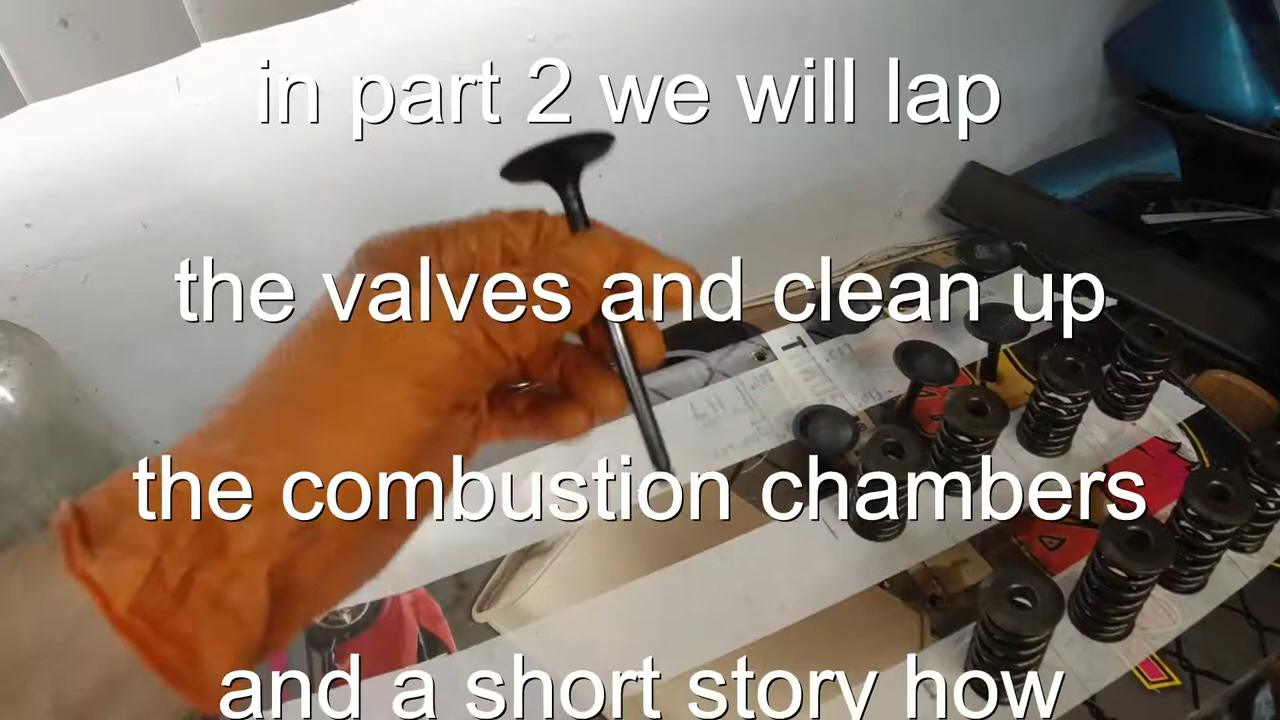 in part 2 we will lap
the valves and clean up
the combustion chambers
and a short story how